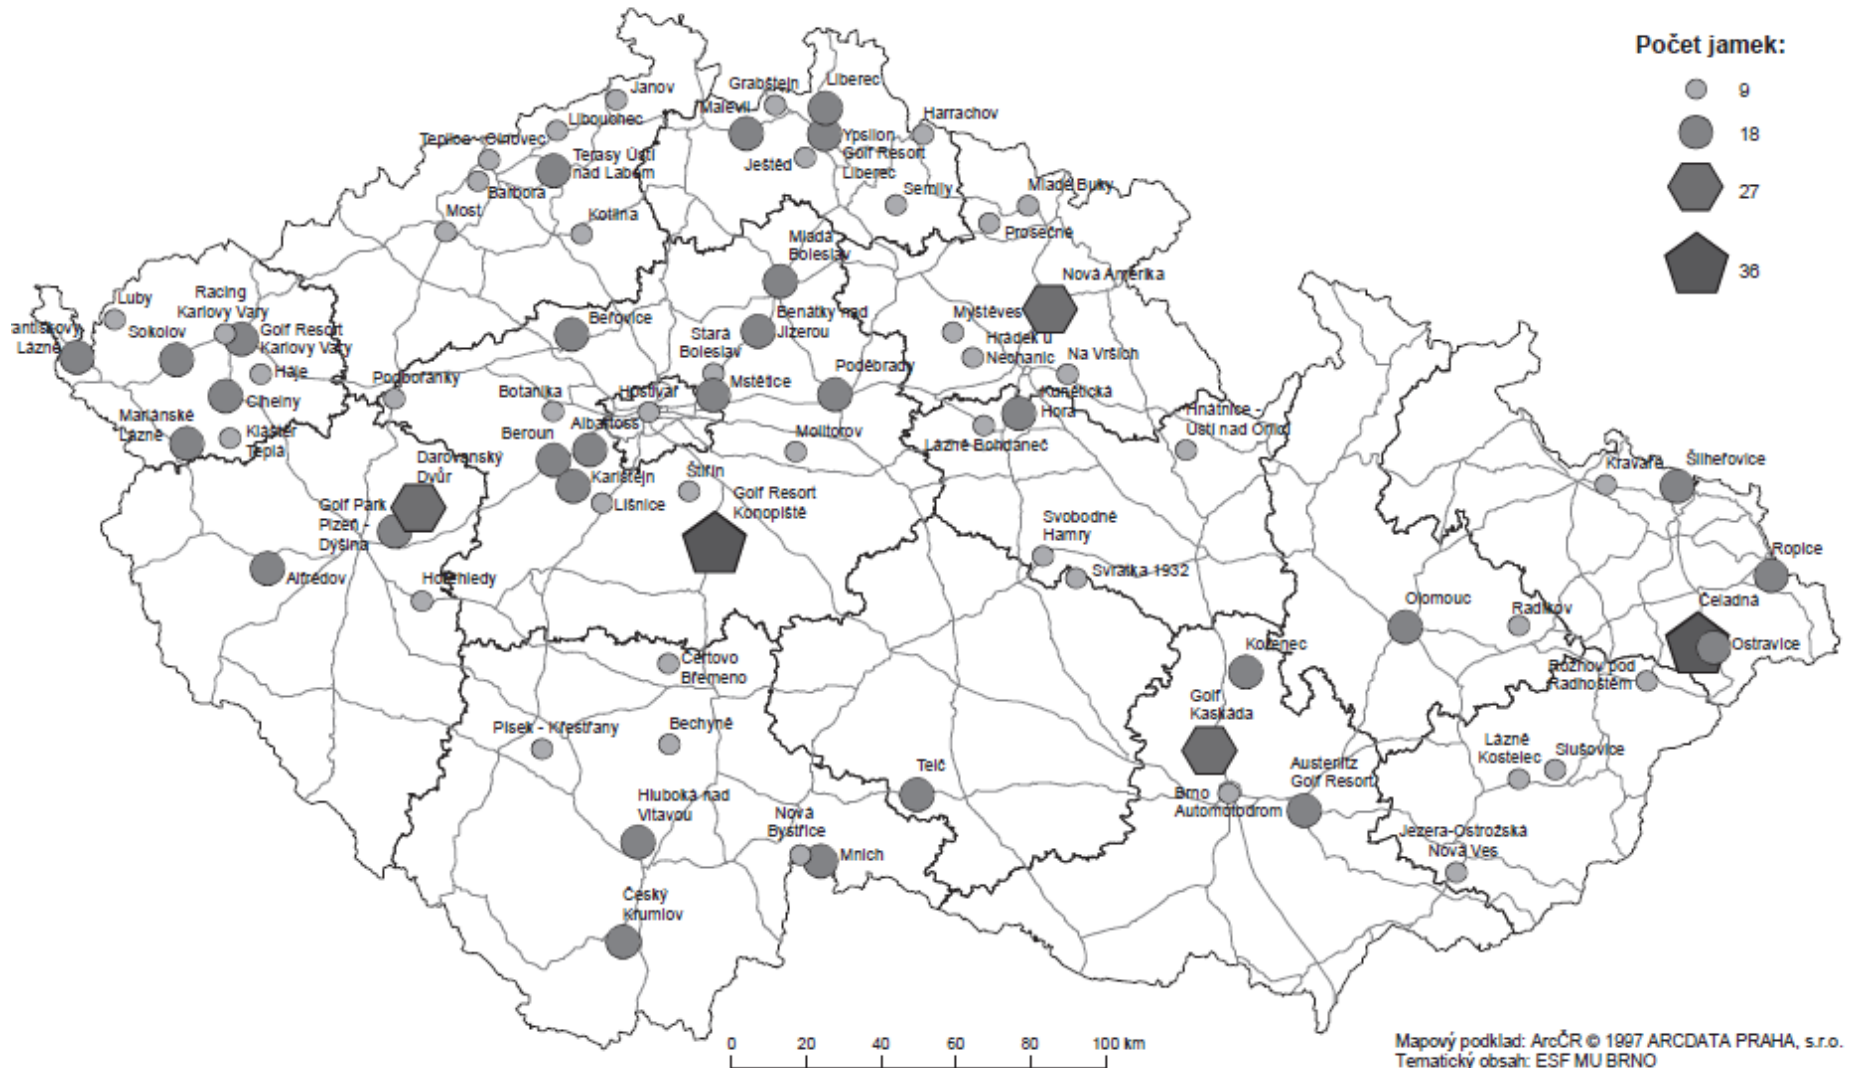 Počet jamek:
9
18
27
36
Janov
Grabštejn
Liberec
Malevil
Harrachov
Libouchec
Teplice - Cínovec
Ypsilon
Golf Resort
Liberec
Terasy Ústí
nad Labem
Ještěd
Barbora
Semily
Mladé Buky
Most
Kotlina
Prosečné
Mladá
Boleslav
Nová Amerika
Luby
Racing
Karlovy Vary
Sokolov
Golf Resort
Karlovy Vary
Lázně
Beřovice
Stará
Boleslav
Benátky nad
Jizerou
Myštěves
Hrádek u
Nechanic
Na Vrších
Háje
Podbořánky
Cihelny
Botanika
Hostivař
Mstětice
Poděbrady
Kunětická
Hora
Mariánské
Lázně
Klášter
Teplá
Beroun
Albatross
Molitorov
Lázně Bohdaneč
Hnátnice -
Ústí nad Orlicí
Darovanský
Dvůr
Karlštejn
Štiřín
Lišnice
Golf Resort
Konopiště
Kravaře
Šilheřovice
Golf Park
Plzeň -
Dýšina
Svobodné
Hamry
Svratka 1932
Ropice
Alfrédov
Hořehledy
Olomouc
Radíkov
Čeladná
Ostravice
Čertovo
Břemeno
Kořenec
Rožnov pod
Radhoštěm
Golf
Kaskáda
Písek - Křestřany
Bechyně
Lázně
Kostelec
Slušovice
Telč
Austerlitz
Golf Resort
Brno
Automotodrom
Hluboká nad
Vltavou
Nová
Bystřice
Mnich
Jezera-Ostrožská
Nová Ves
Český
Krumlov
0 20 40 60 80 100 km
Mapový podklad: ArcČR © 1997 ARCDATA PRAHA, s.r.o.
Tematický obsah: ESF MU BRNO